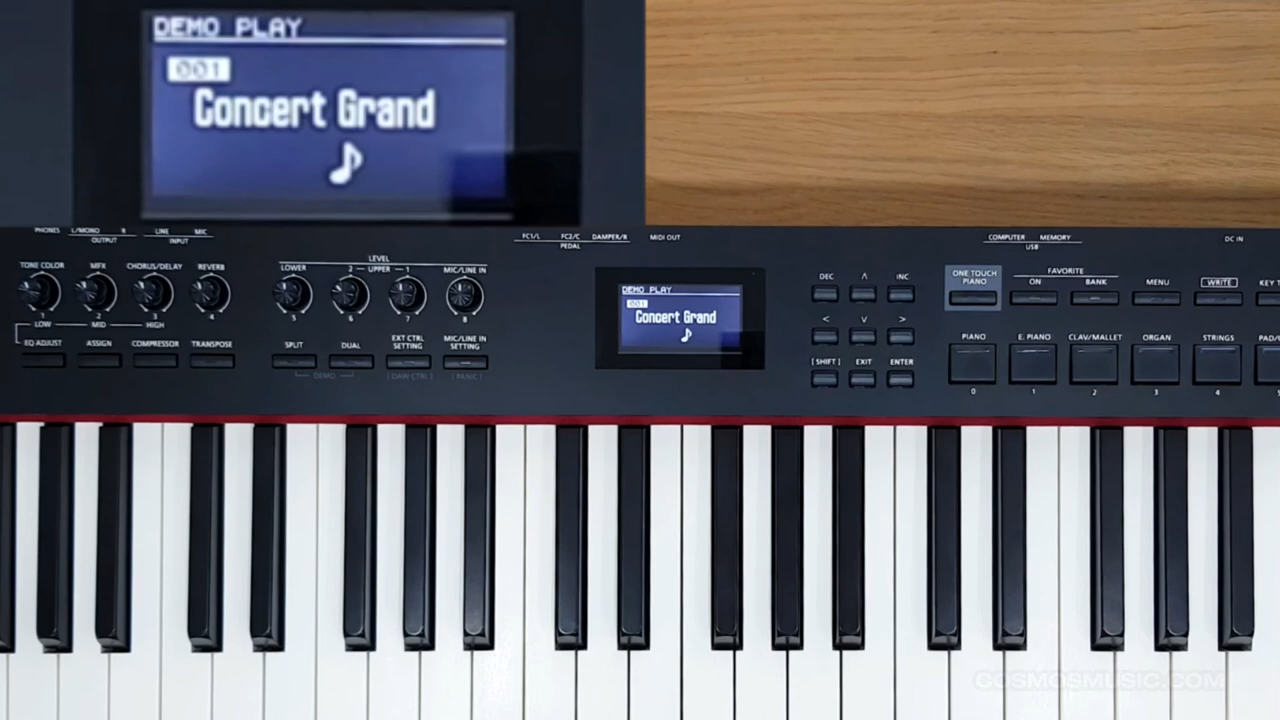 DEMO PLAY
001
Concert Grand
PHONES L/MONO R LINE MIC
OUTPUT INPUT
FC1/L FC2/C DAMPER/R MIDI OUT
PEDAL
COMPUTER MEMORY
USB
DC IN
TONE COLOR MFX CHORUS/DELAY REVERB
1 2 3 4
LOW MID HIGH
EQ ADJUST ASSIGN COMPRESSOR TRANSPOSE
LEVEL
LOWER 2 UPPER 1 MIC/LINE IN
5 6 7 8
SPLIT DUAL EXT CTRL SETTING MIC/LINE IN SETTING
[ DEMO ] [ DAW CTRL ] [ PANIC ]
DEMO PLAY
001
Concert Grand
DEC ∧ INC
< ∨ >
[ SHIFT ] EXIT ENTER
ONE TOUCH PIANO
FAVORITE
ON BANK MENU WRITE KEY T
PIANO E. PIANO CLAV/MALLET ORGAN STRINGS PAD/
0 1 2 3 4 5
COSMOSMUSIC.COM